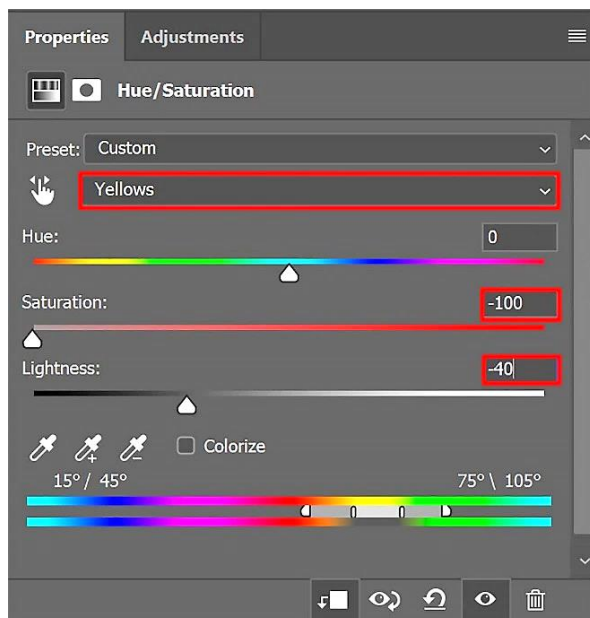 Properties Adjustments
Hue/Saturation
Preset: Custom
Yellows
Hue: 0
Saturation: -100
Lightness: -40
Colorize
15°/ 45° 75°\ 105°